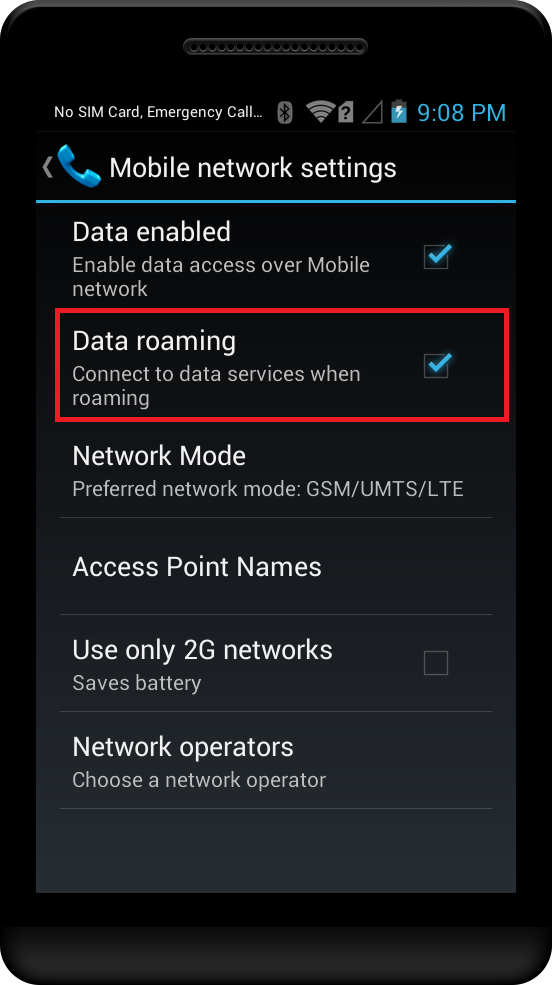 No SIM Card, Emergency Call... 9:08 PM
Mobile network settings
Data enabled
Enable data access over Mobile
network
Data roaming
Connect to data services when
roaming
Network Mode
Preferred network mode: GSM/UMTS/LTE
Access Point Names
Use only 2G networks
Saves battery
Network operators
Choose a network operator